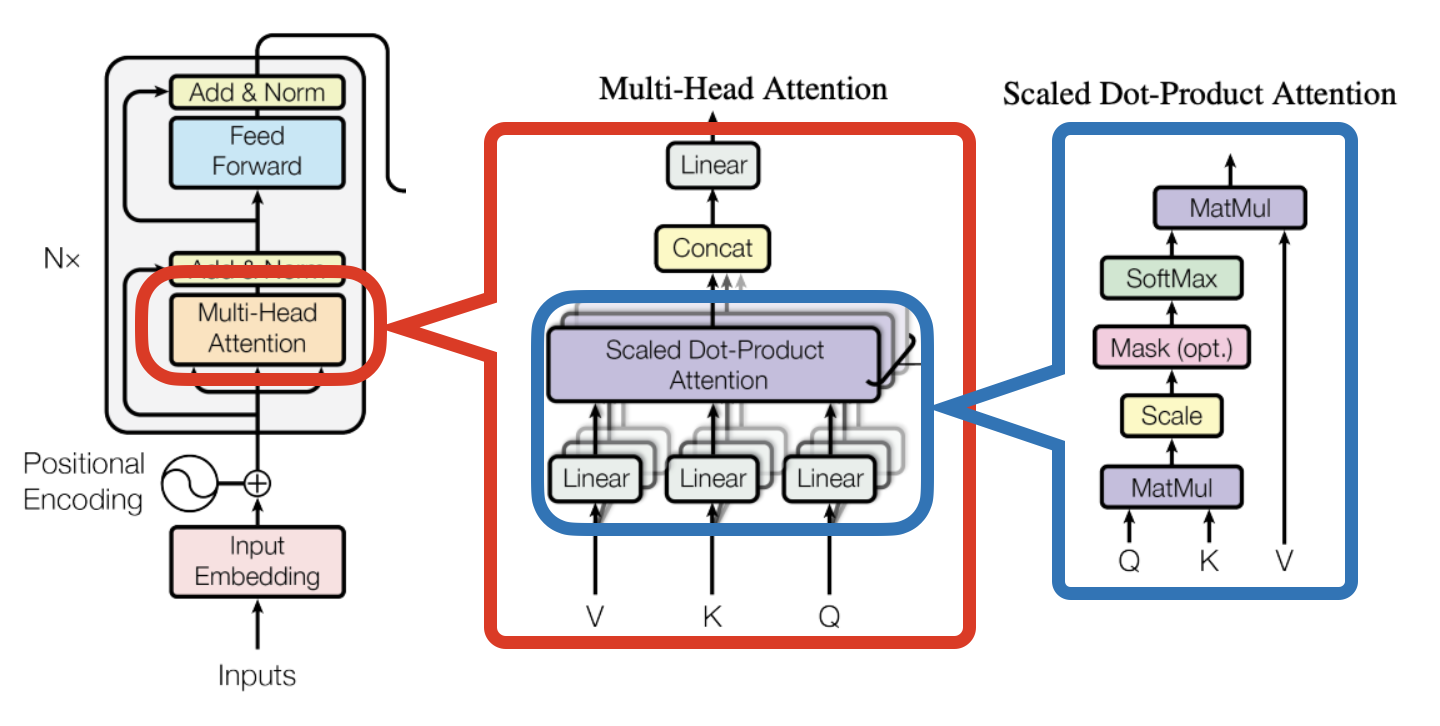 Add & Norm
Feed
Forward
Nx
Add & Norm
Multi-Head
Attention
Positional
Encoding
Input
Embedding
Inputs
Multi-Head Attention
Linear
Concat
Scaled Dot-Product
Attention
Linear
Linear
Linear
V
K
Q
Scaled Dot-Product Attention
MatMul
SoftMax
Mask (opt.)
Scale
MatMul
Q
K
V